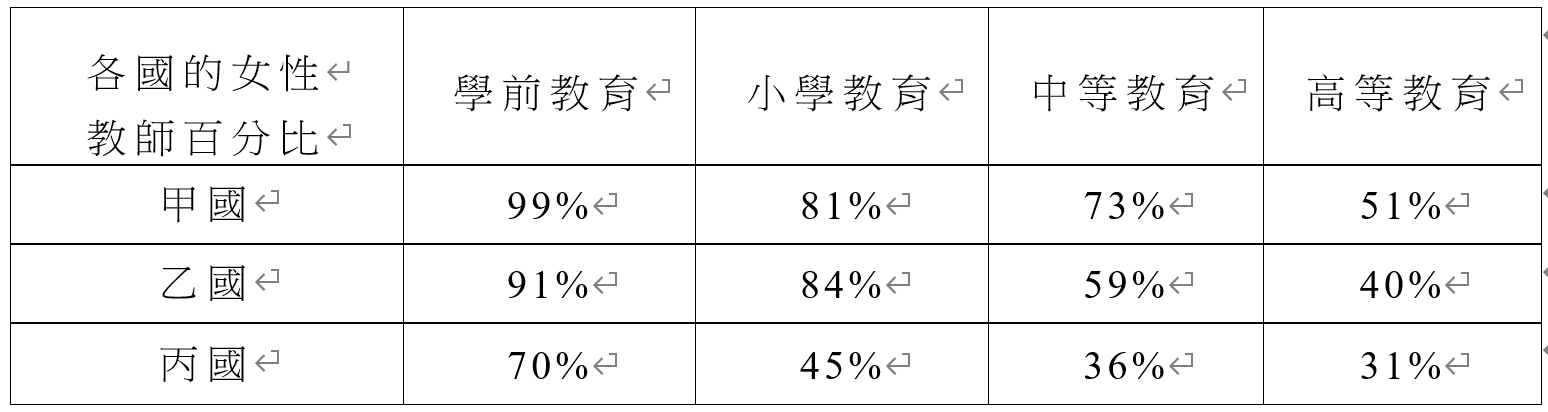 各國的女性
教師百分比
學前教育 小學教育 中等教育 高等教育
甲國 99% 81% 73% 51%
乙國 91% 84% 59% 40%
丙國 70% 45% 36% 31%